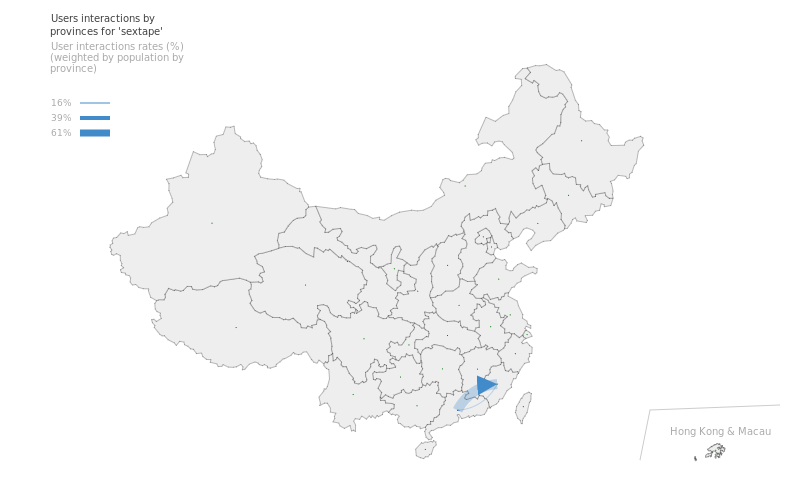 Users interactions by
provinces for 'sextape'
User interactions rates (%)
(weighted by population by
province)
16%
39%
61%
Hong Kong & Macau